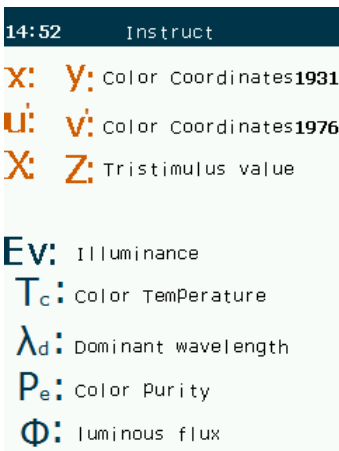 14:52 Instruct
x: y: Color Coordinates1931
u': v': Color Coordinates1976
X: Z: Tristimulus value
Ev: Illuminance
Tc: Color TemPerature
λd: Dominant wavelength
Pe: Color Purity
Φ: luminous flux